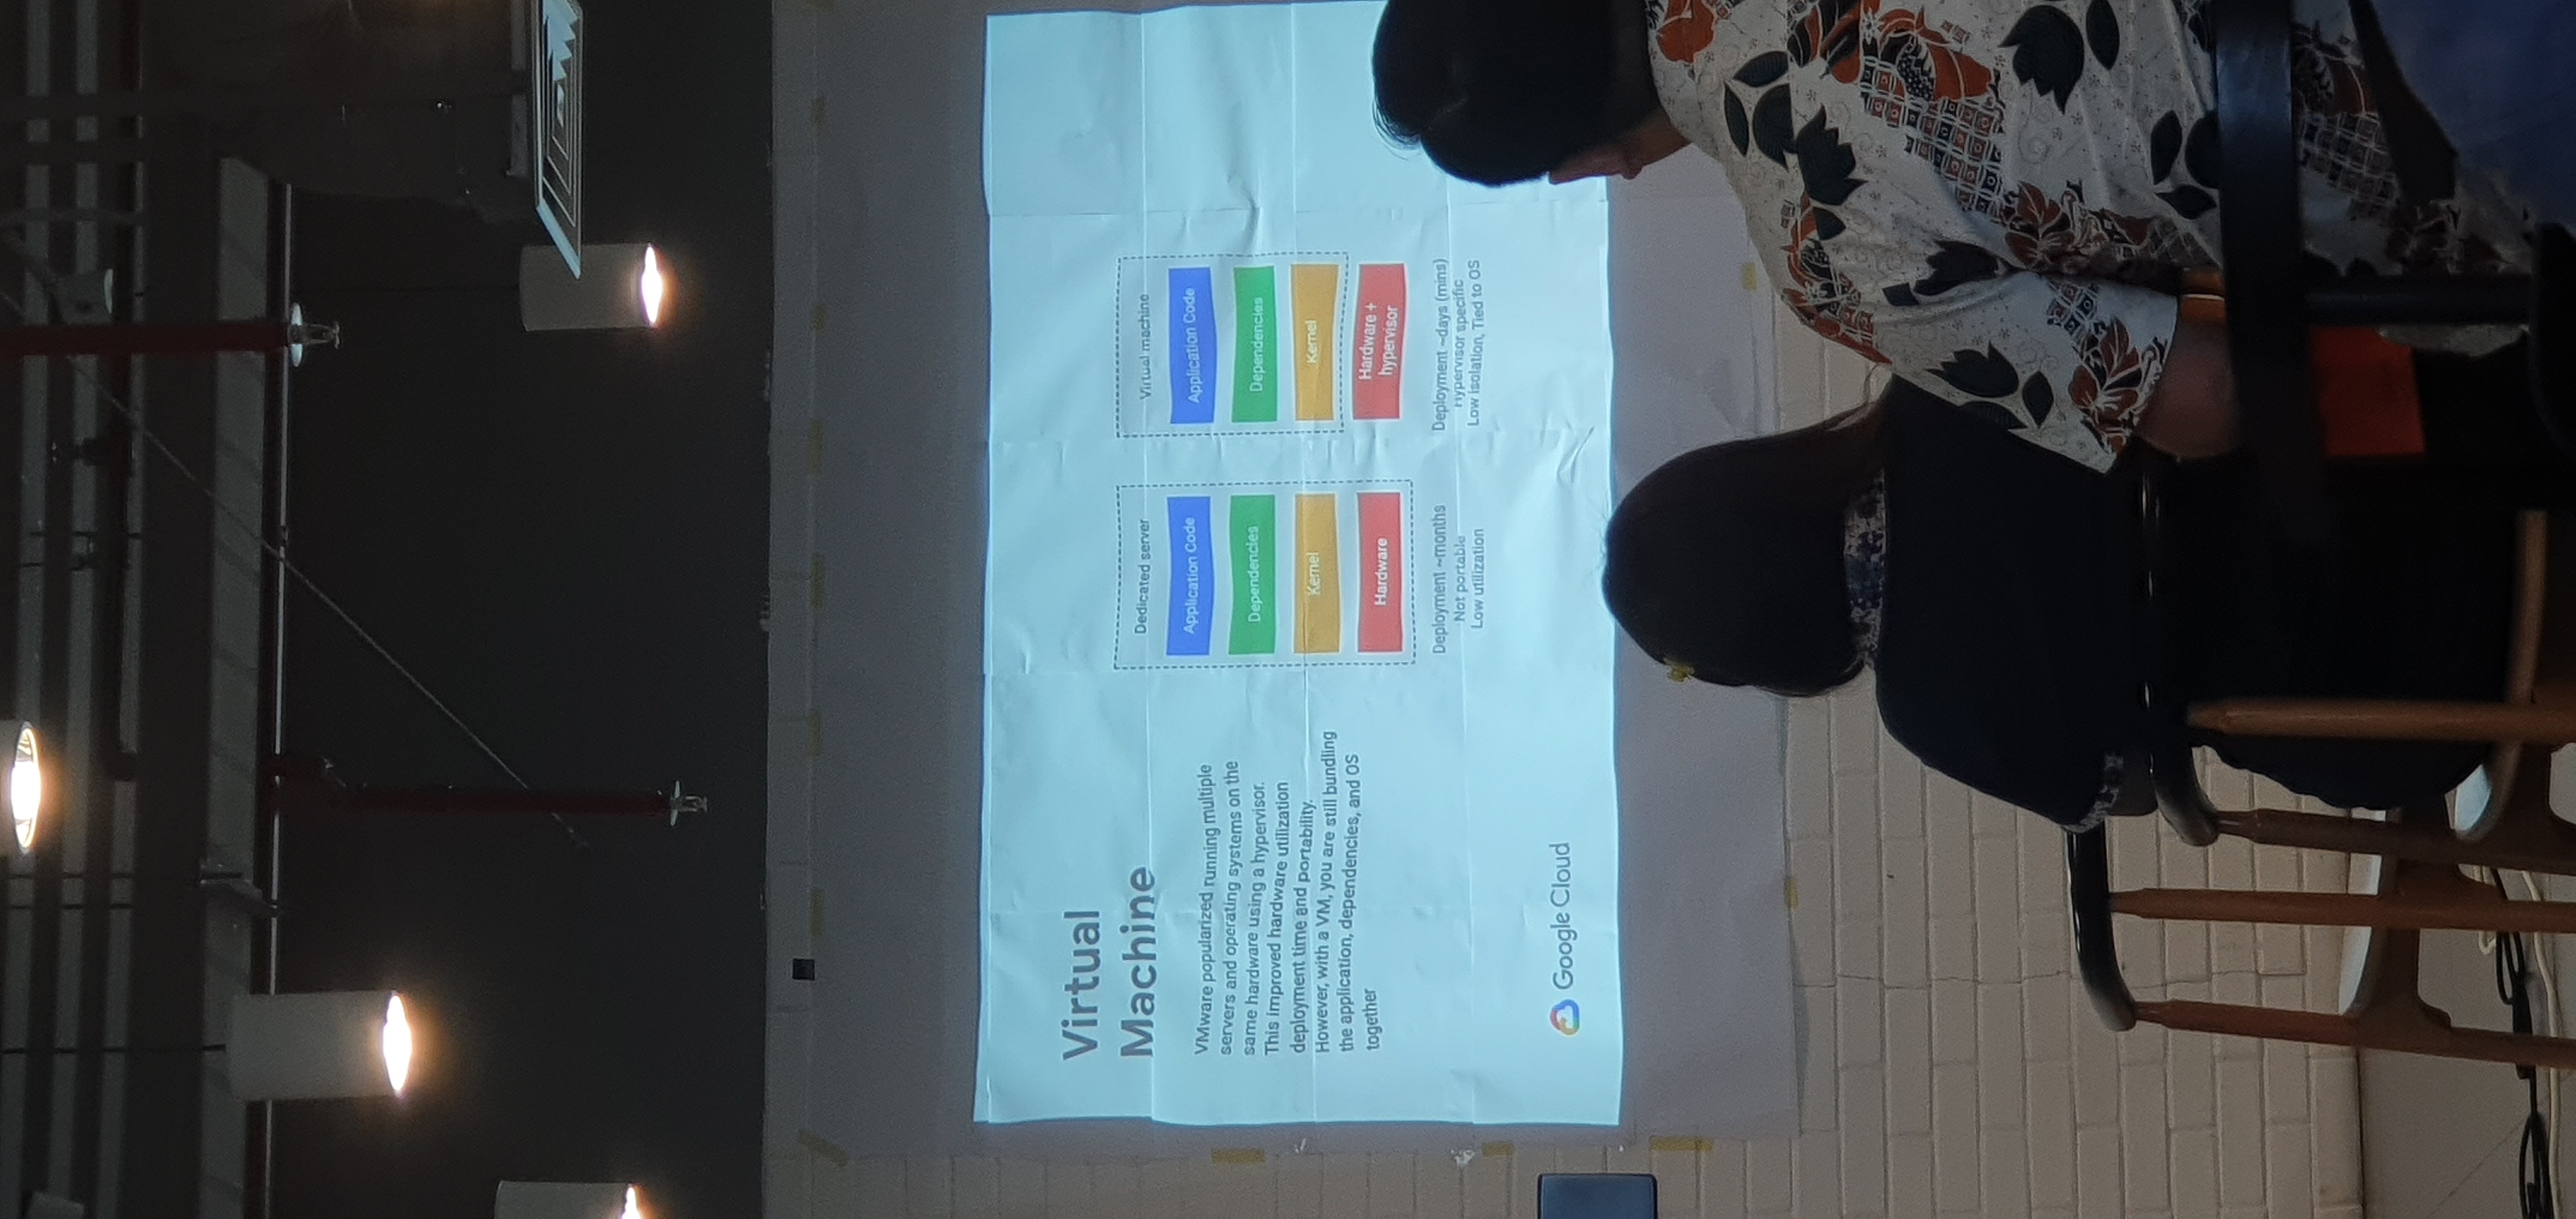 Virtual
Machine
VMware popularized running multiple
servers and operating systems on the
same hardware using a hypervisor.
This improved hardware utilization
deployment time and portability.
However, with a VM, you are still bundling
the application, dependencies, and OS
together
Dedicated server
Application Code
Dependencies
Kernel
Hardware
Deployment ~months
Not portable
Low utilization
Virtual machine
Application Code
Dependencies
Kernel
Hardware +
hypervisor
Deployment ~days (mins)
Hypervisor specific
Low isolation, Tied to OS
Google Cloud